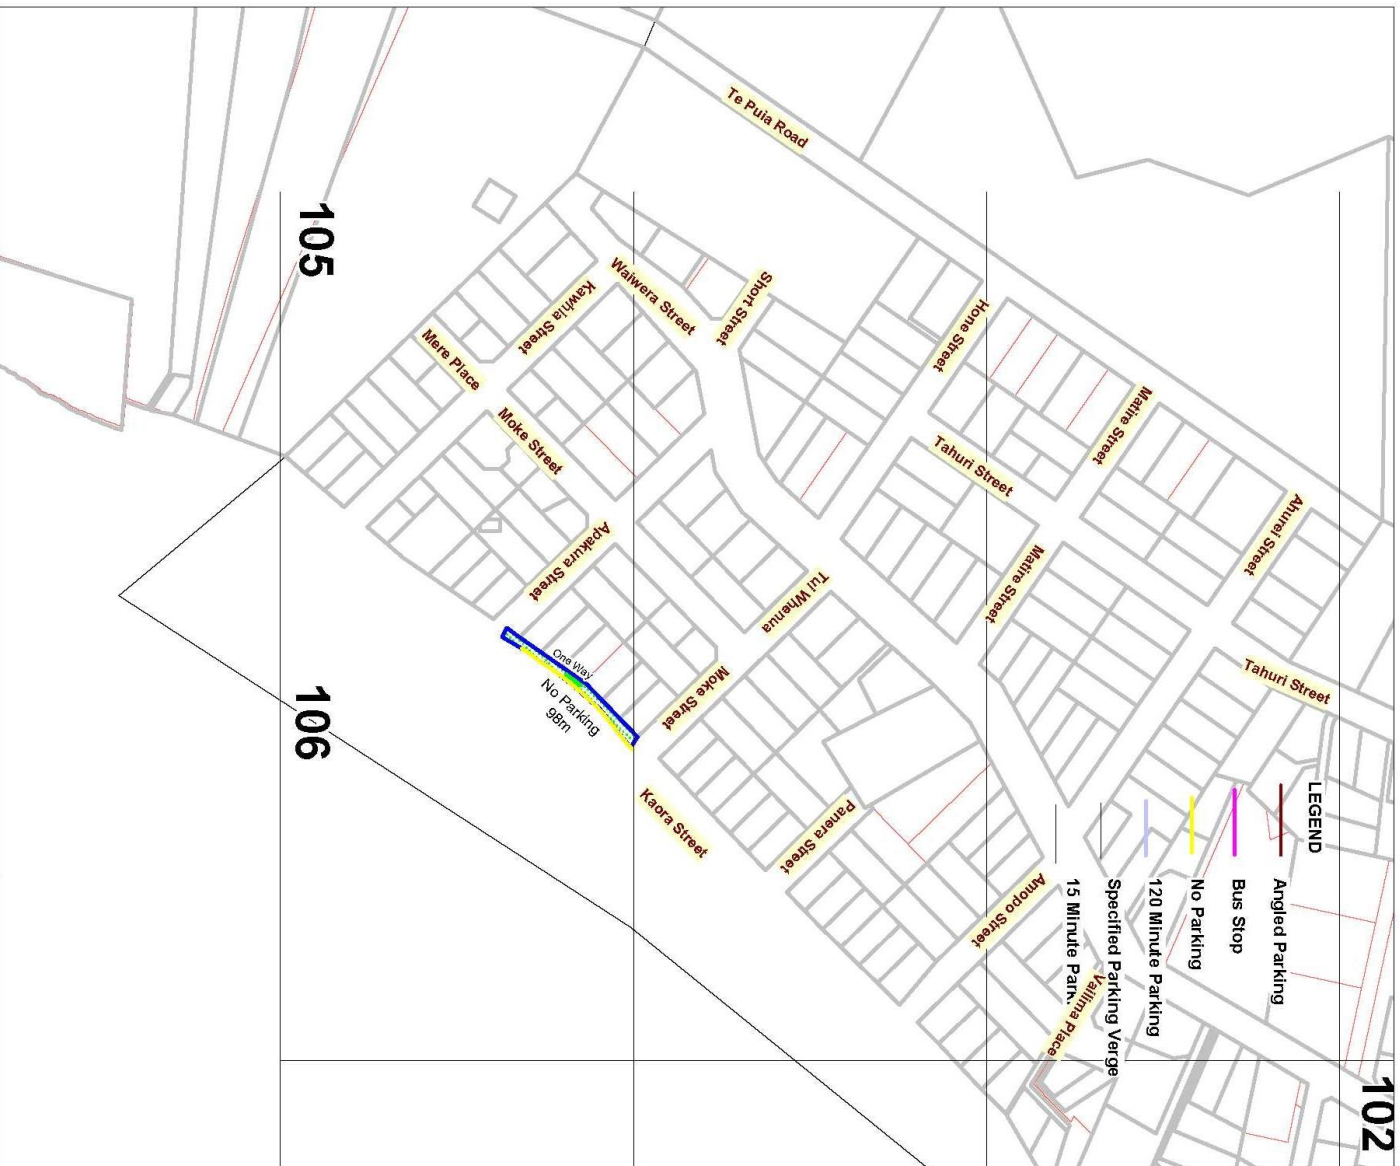 Te Puia Road
105
Waiwera Street
Short Street
Kawhia Street
Mere Place
Moke Street
Home Street
Matire Street
Tahuri Street
Ahurei Street
Apakura Street
Matire Street
Tui Whenua
Tahuri Street
One Way
No Parking
98m
Moke Street
106
Kaora Street
Panera Street
Amopo Street
Vailima Place
LEGEND
Angled Parking
Bus Stop
No Parking
120 Minute Parking
Specified Parking Verge
15 Minute Park
102